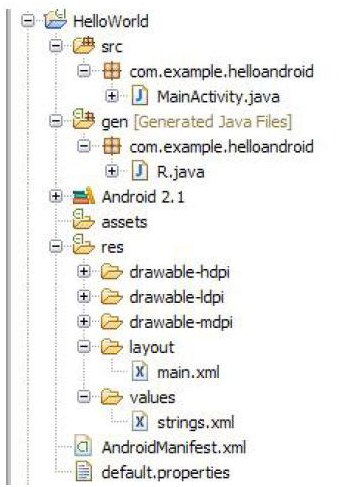 HelloWorld
src
com.example.helloandroid
MainActivity.java
gen [Generated Java Files]
com.example.helloandroid
R.java
Android 2.1
assets
res
drawable-hdpi
drawable-ldpi
drawable-mdpi
layout
main.xml
values
strings.xml
AndroidManifest.xml
default.properties